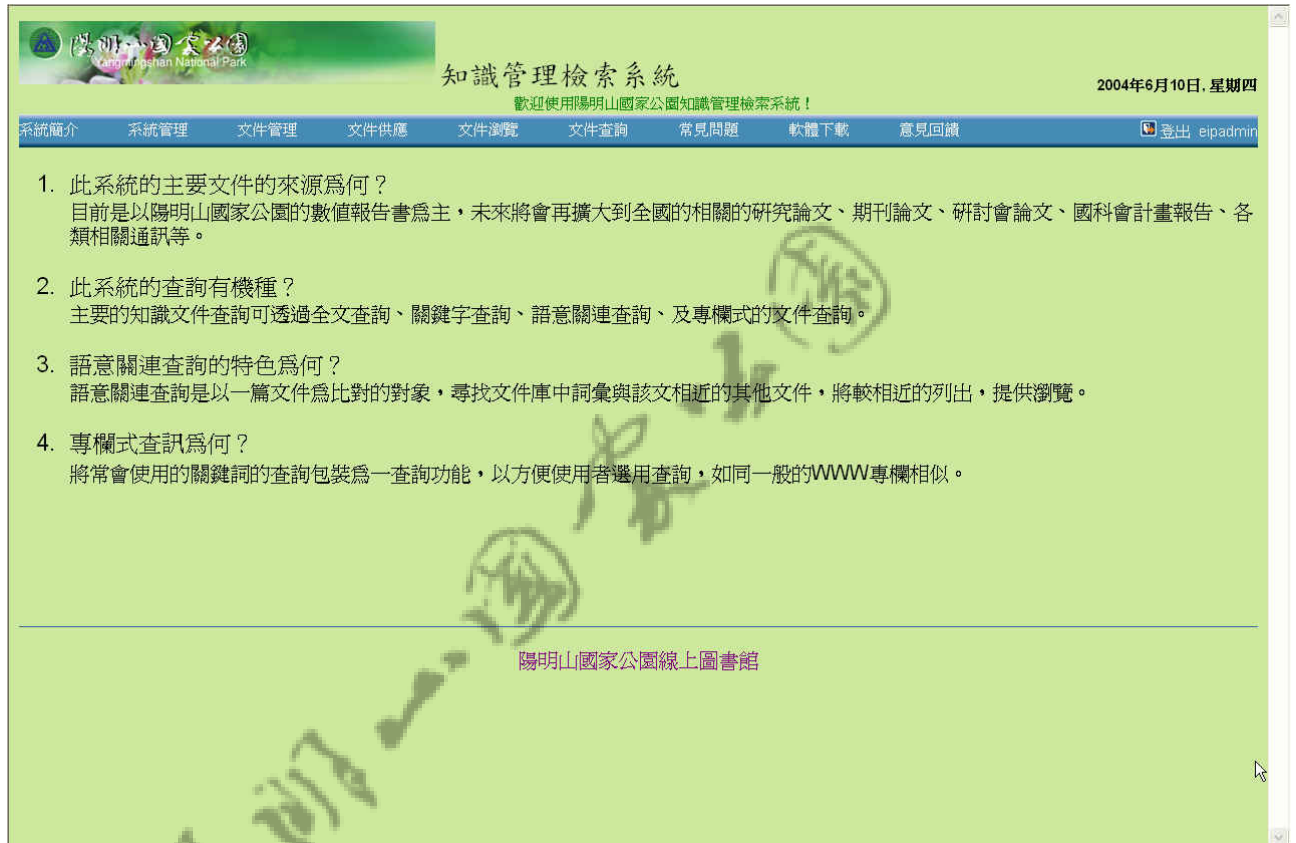 陽明山國家公園
Yangmingshan National Park
知識管理檢索系統
歡迎使用陽明山國家公園知識管理檢索系統！
2004年6月10日, 星期四
系統簡介 系統管理 文件管理 文件供應 文件瀏覽 文件查詢 常見問題 軟體下載 意見回饋 登出 eipadmin
1. 此系統的主要文件的來源爲何？
目前是以陽明山國家公園的數值報告書爲主，未來將會再擴大到全國的相關的研究論文、期刊論文、研討會論文、國科會計畫報告、各
類相關通訊等。
2. 此系統的查詢有機種？
主要的知識文件查詢可透過全文查詢、關鍵字查詢、語意關連查詢、及專欄式的文件查詢。
3. 語意關連查詢的特色爲何？
語意關連查詢是以一篇文件爲比對的對象，尋找文件庫中詞彙與該文相近的其他文件，將較相近的列出，提供瀏覽。
4. 專欄式查訊爲何？
將常會使用的關鍵詞的查詢包裝爲一查詢功能，以方便使用者選用查詢，如同一般的WWW專欄相似。
陽明山國家公園線上圖書館